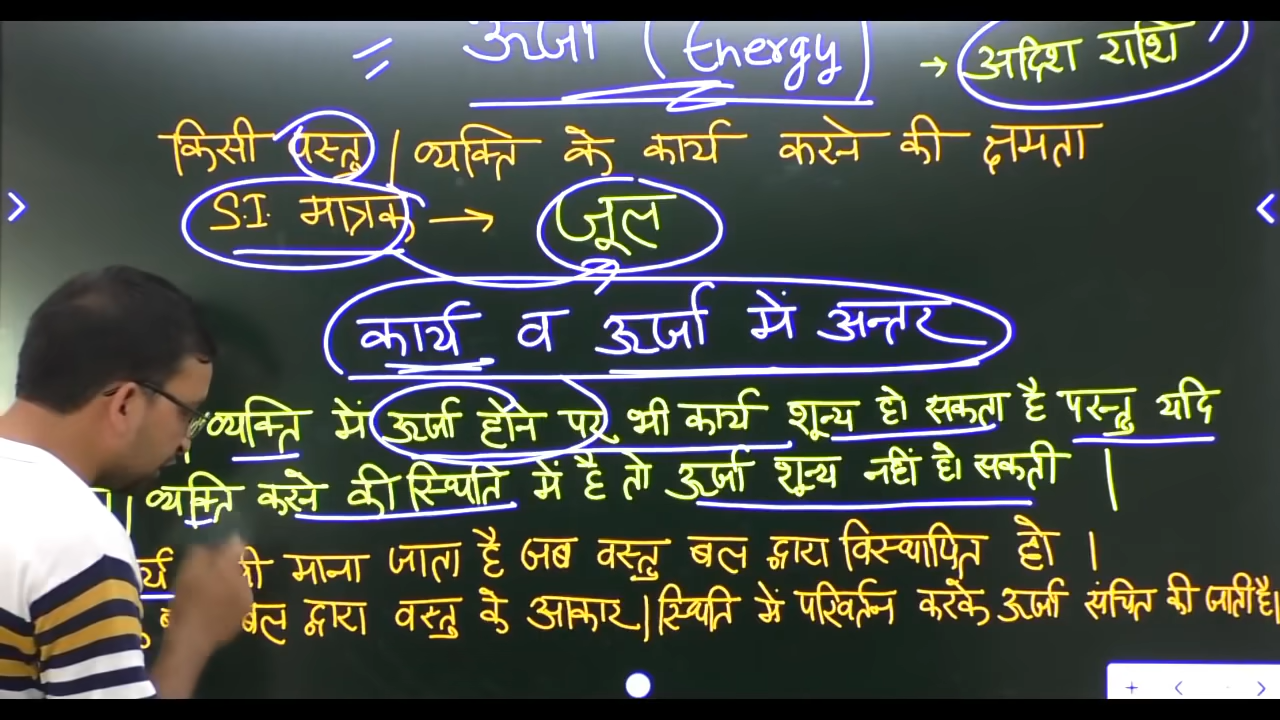 = ऊर्जा (Energy) → अदिश राशि
किसी वस्तु / व्यक्ति के कार्य करने की क्षमता
S.I. मात्रक → जूल
कार्य व ऊर्जा में अन्तर
व्यक्ति में ऊर्जा होने पर भी कार्य शून्य हो सकता है परन्तु यदि
व्यक्ति करने की स्थिति में है तो ऊर्जा शून्य नहीं हो सकती |
माना जाता है जब वस्तु बल द्वारा विस्थापित हो |
बल द्वारा वस्तु के आकार / स्थिति में परिवर्तन करके ऊर्जा संचित की जाती है।